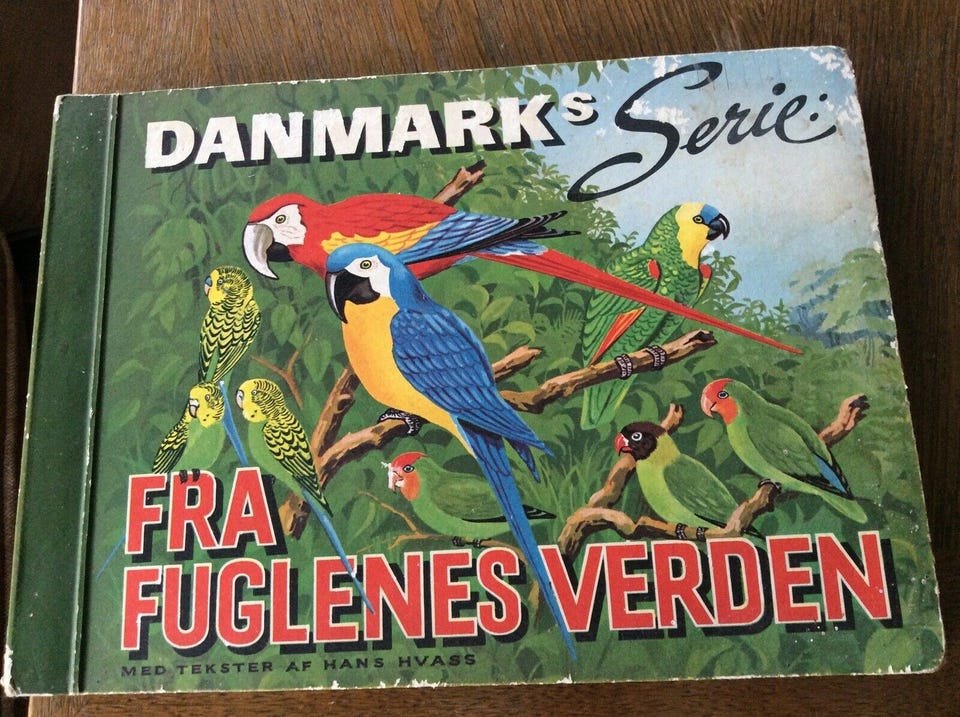 DANMARKs Serie:
FRA
FUGLENES VERDEN
MED TEKSTER AF HANS HVASS